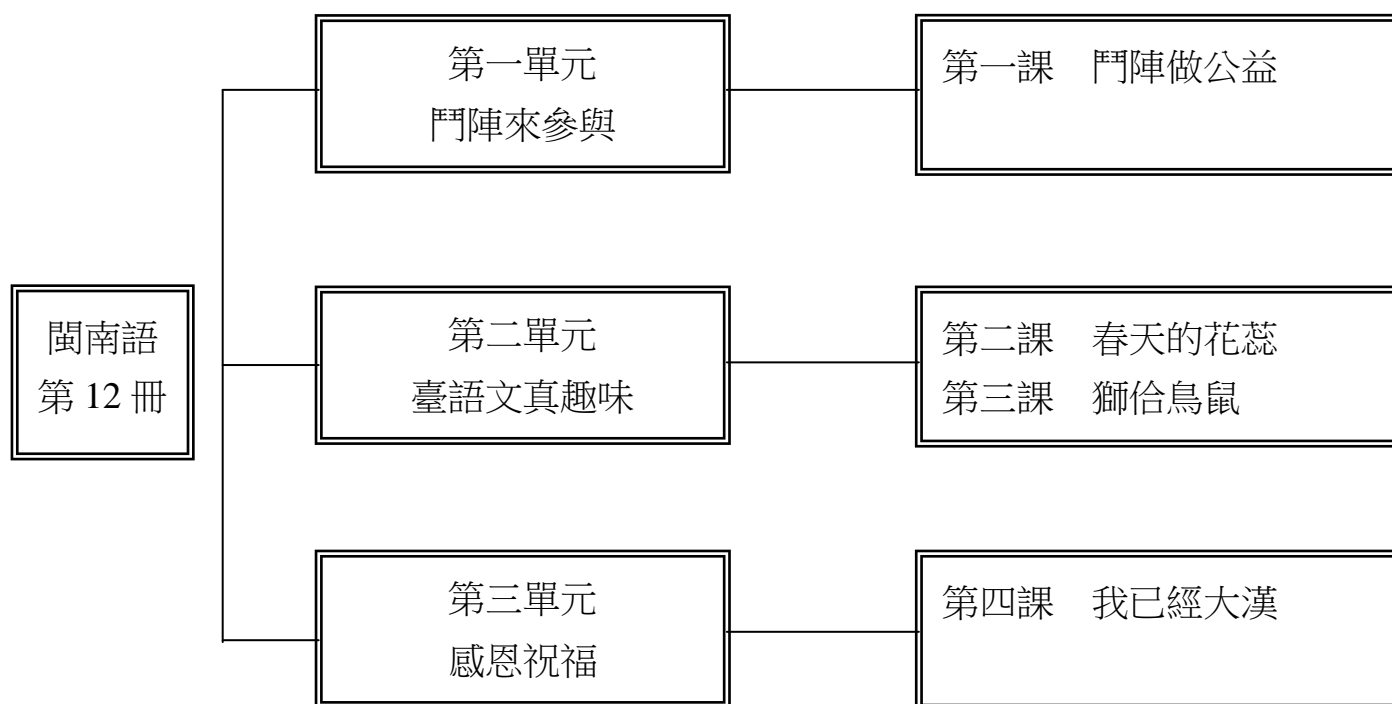 閩南語
第 12 冊
第一單元
鬥陣來參與
第一課 鬥陣做公益
第二單元
臺語文真趣味
第二課 春天的花蕊
第三課 獅佮鳥鼠
第三單元
感恩祝福
第四課 我已經大漢